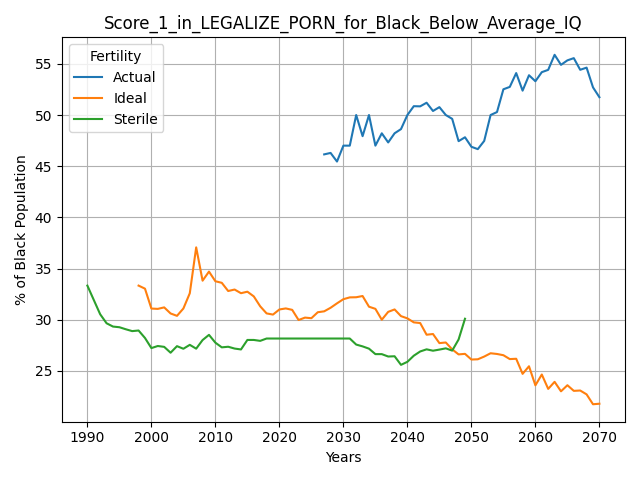 Score_1_in_LEGALIZE_PORN_for_Black_Below_Average_IQ
Fertility
Actual
Ideal
Sterile
% of Black Population
55
50
45
40
35
30
25
1990 2000 2010 2020 2030 2040 2050 2060 2070
Years